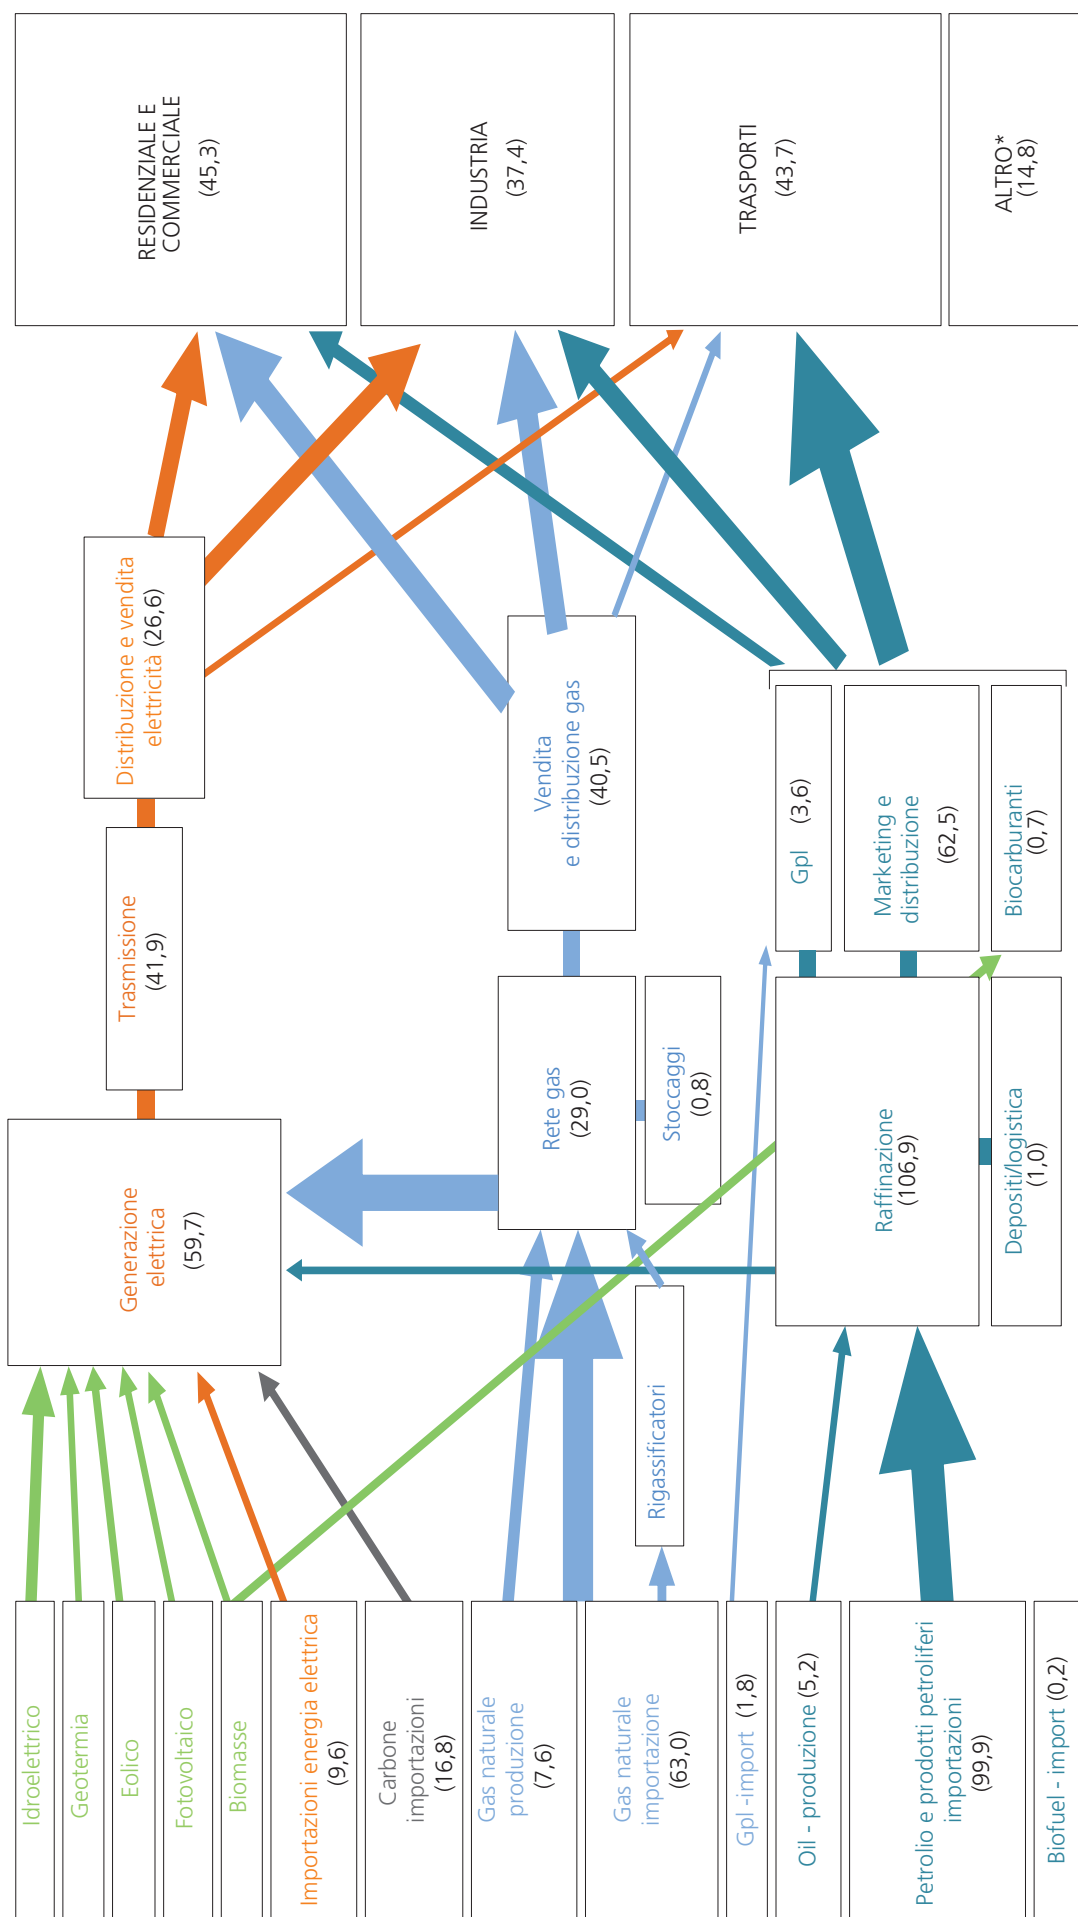 Idroelettrico
Geotermia
Eolico
Fotovoltaico
Biomasse
Importazioni energia elettrica
(9,6)
Carbone
importazioni
(16,8)
Gas naturale
produzione
(7,6)
Gas naturale
importazione
(63,0)
Gpl -import (1,8)
Oil - produzione (5,2)
Petrolio e prodotti petroliferi
importazioni
(99,9)
Biofuel - import (0,2)
Generazione
elettrica
(59,7)
Rigassificatori
Rete gas
(29,0)
Stoccaggi
(0,8)
Raffinazione
(106,9)
Depositi/logistica
(1,0)
Trasmissione
(41,9)
Distribuzione e vendita
elettricità (26,6)
Vendita
e distribuzione gas
(40,5)
Gpl (3,6)
Marketing e
distribuzione
(62,5)
Biocarburanti
(0,7)
RESIDENZIALE E
COMMERCIALE
(45,3)
INDUSTRIA
(37,4)
TRASPORTI
(43,7)
ALTRO*
(14,8)